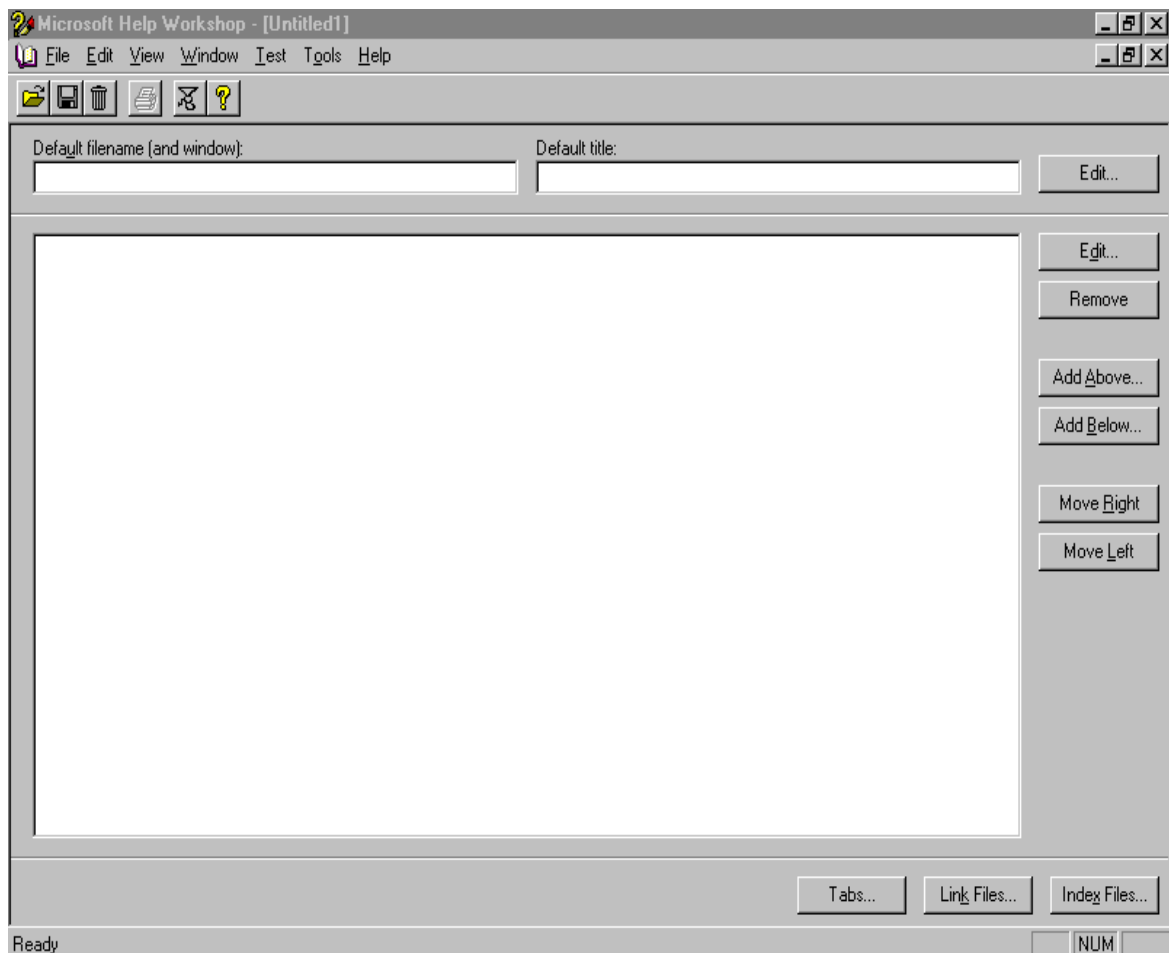 Microsoft Help Workshop - [Untitled1]
File Edit View Window Test Tools Help
Default filename (and window): Default title:
Edit...
Edit...
Remove
Add Above...
Add Below...
Move Right
Move Left
Tabs... Link Files... Index Files...
Ready NUM